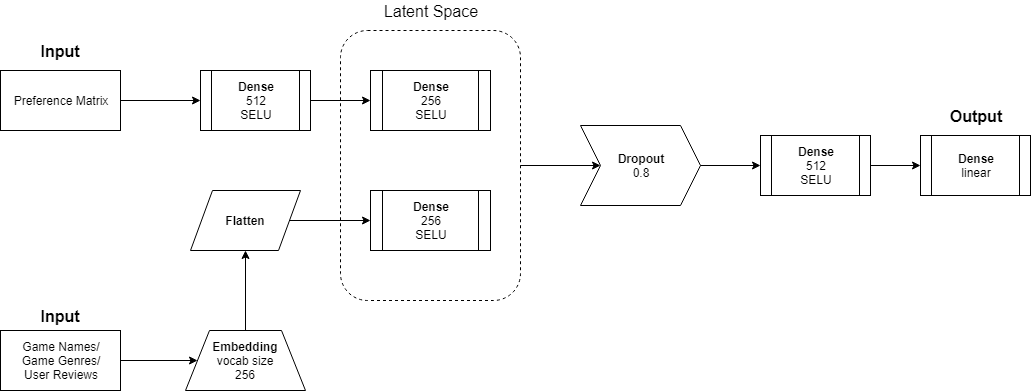 Latent Space
Input
Preference Matrix
Dense
512
SELU
Dense
256
SELU
Output
Dropout
0.8
Dense
512
SELU
Dense
linear
Flatten
Dense
256
SELU
Input
Game Names/
Game Genres/
User Reviews
Embedding
vocab size
256